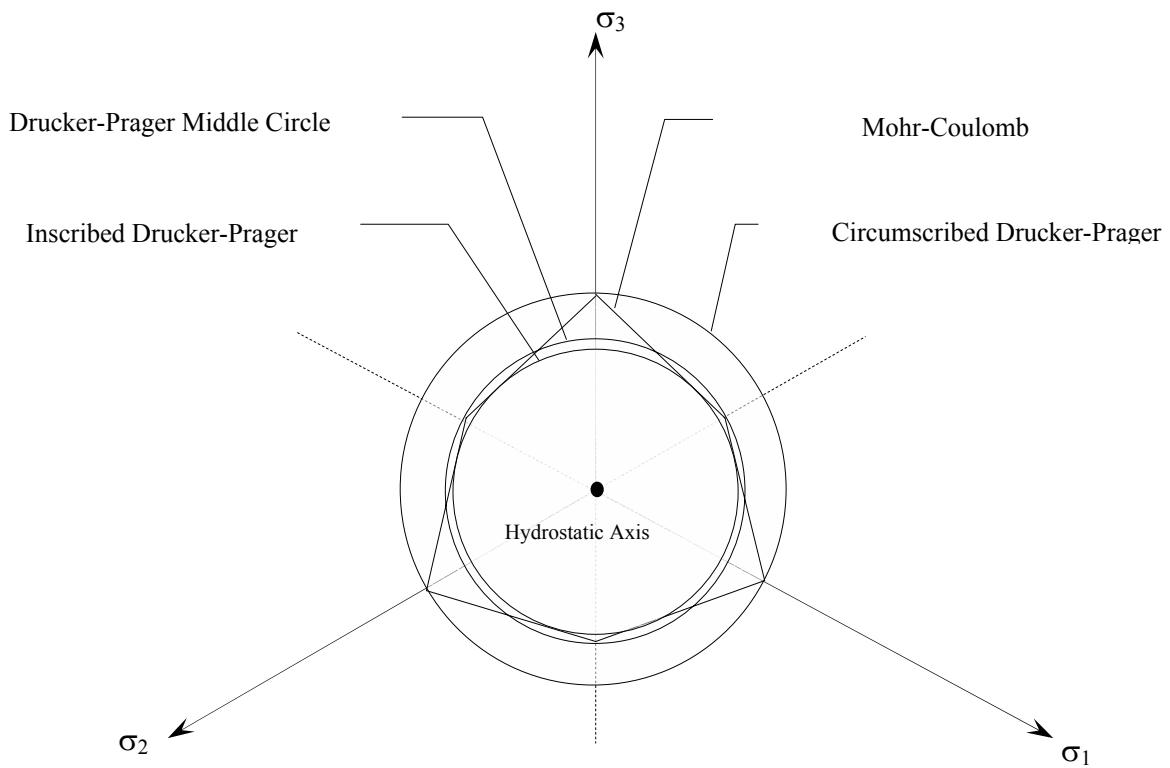 σ3
Drucker-Prager Middle Circle
Mohr-Coulomb
Inscribed Drucker-Prager
Circumscribed Drucker-Prager
Hydrostatic Axis
σ2
σ1